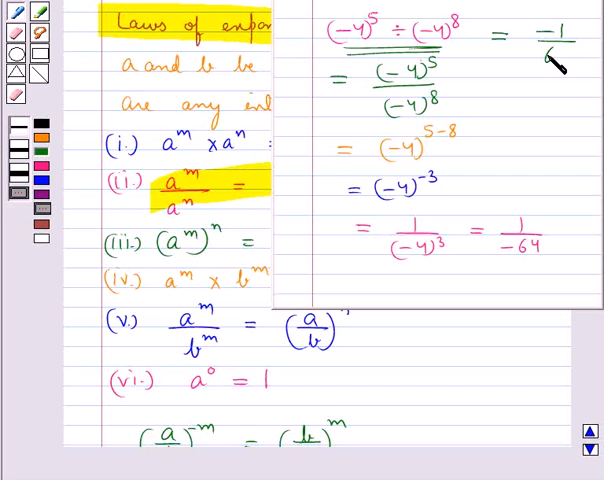 Laws of expo
a and b be
are any int
(i.) a^m × a^n =
(ii.) a^m/a^n =
(iii.) (a^m)^n =
(iv.) a^m × b^m
(v.) a^m/b^m = (a/b)
(vi.) a^0 = 1
(a/)^-m = (b/)^m
(-4)^5 ÷ (-4)^8 = -1/6
= (-4)^5/(-4)^8
= (-4)^5-8
= (-4)^-3
= 1/(-4)^3 = 1/-64